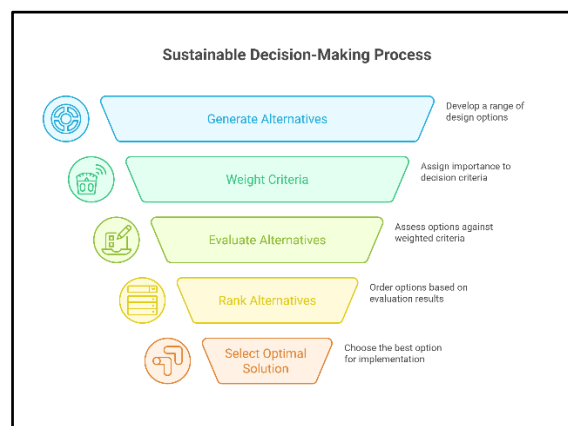 Sustainable Decision-Making Process
Generate Alternatives
Develop a range of
design options
Weight Criteria
Assign importance to
decision criteria
Evaluate Alternatives
Assess options against
weighted criteria
Rank Alternatives
Order options based on
evaluation results
Select Optimal
Solution
Choose the best option
for implementation